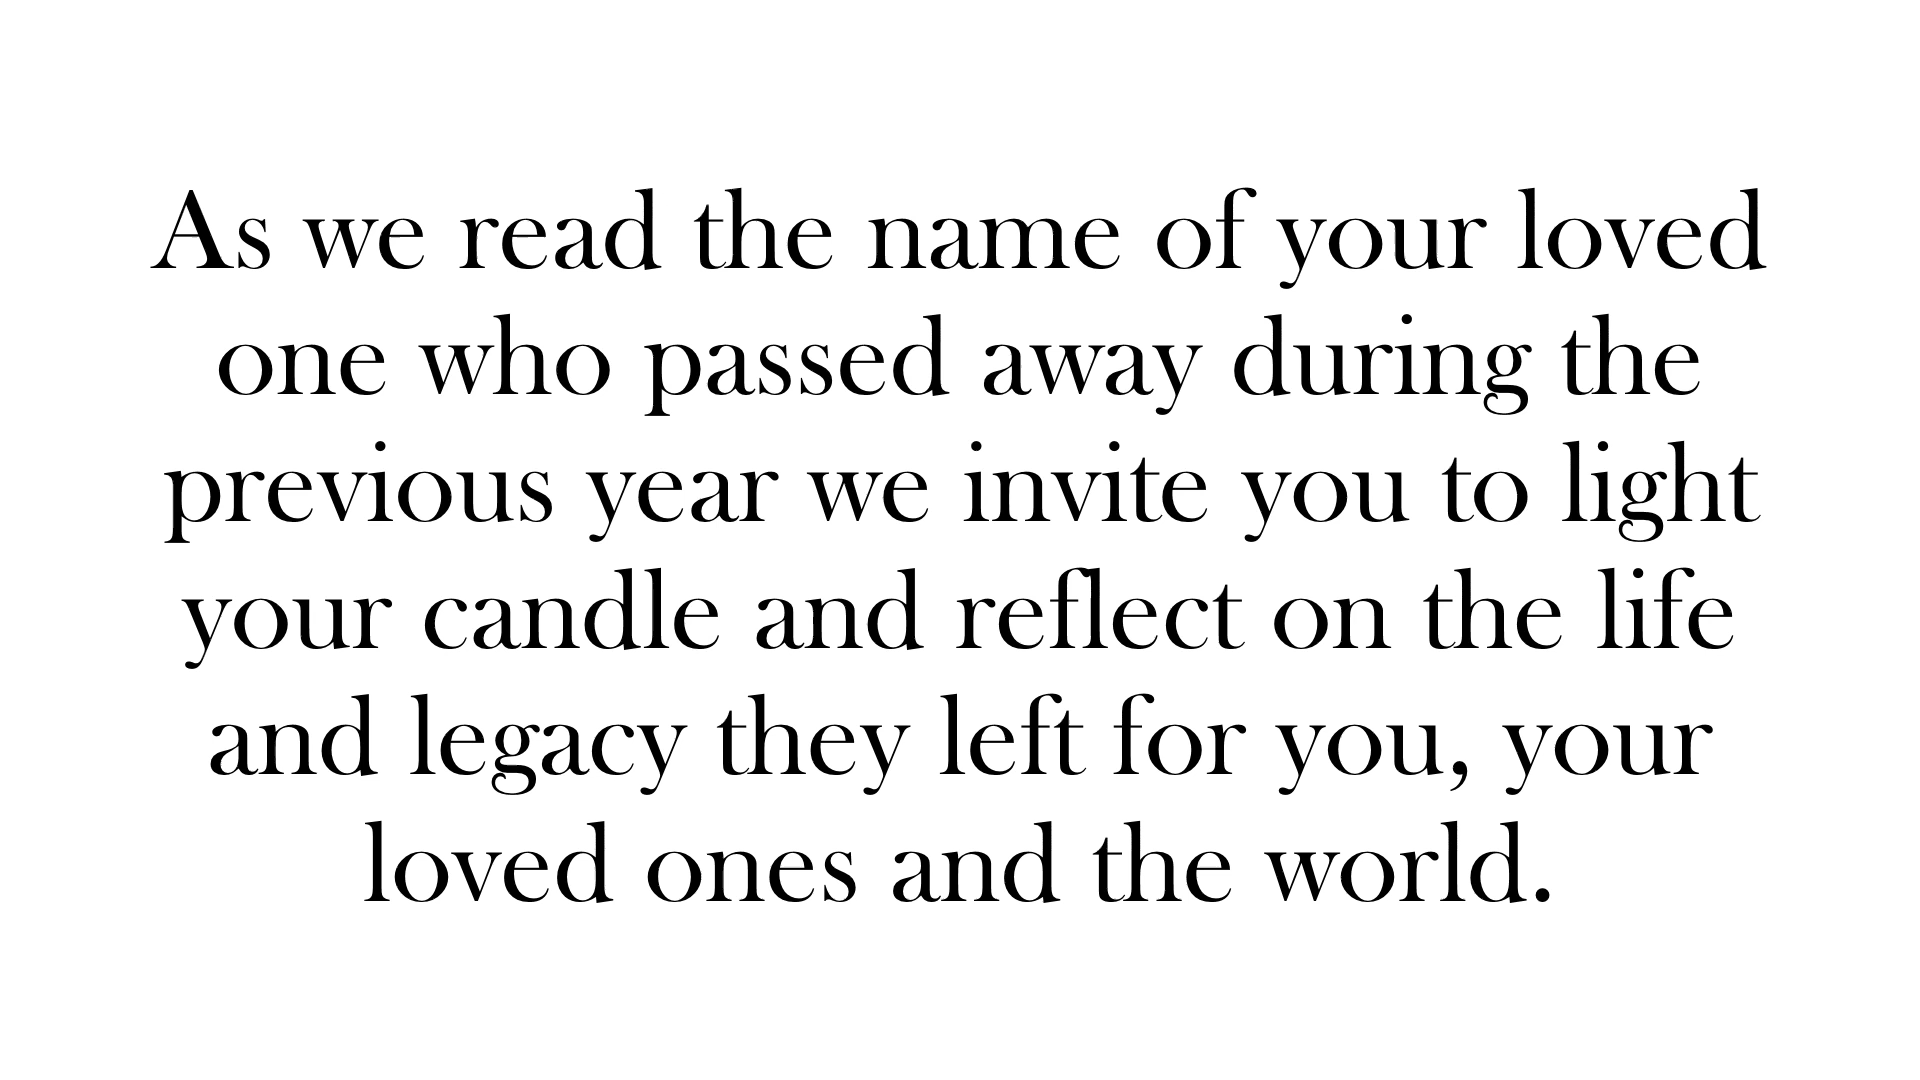 As we read the name of your loved
one who passed away during the
previous year we invite you to light
your candle and reflect on the life
and legacy they left for you, your
loved ones and the world.